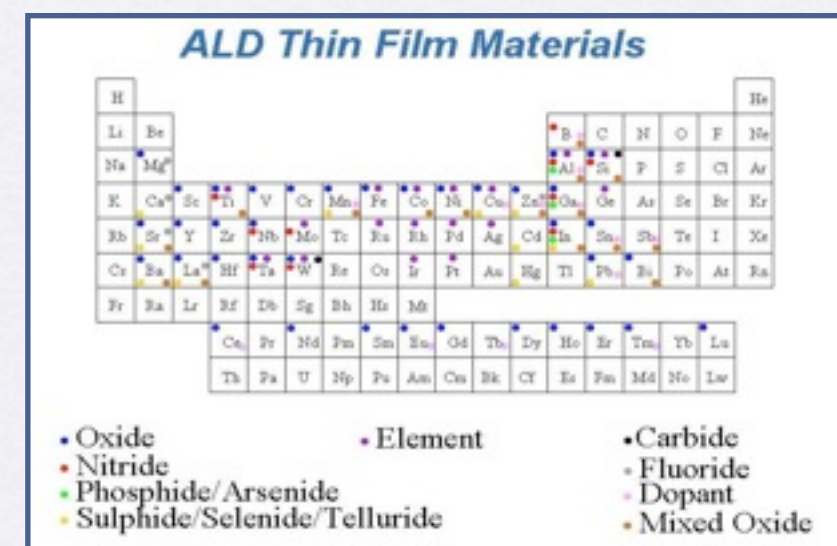 ALD Thin Film Materials
H He
Li Be B C N O F Ne
Na Mg Al Si P S Cl Ar
K Ca Sc Ti V Cr Mn Fe Co Ni Cu Zn Ga Ge As Se Br Kr
Rb Sr Y Zr Nb Mo Tc Ru Rh Pd Ag Cd In Sn Sb Te I Xe
Cr Ba La Hf Ta W Re Os Ir Pt Au Hg Tl Pb Bi Po At Ra
Fr Ra Lr Rf Db Sg Bh Hs Mt
Ce Pr Nd Pm Sm Eu Gd Tb Dy Ho Er Tm Yb Lu
Th Pa U Np Pu Am Cm Bk Cf Es Fm Md No Lw
Oxide Element Carbide
Nitride Fluoride
Phosphide/Arsenide Dopant
Sulphide/Selenide/Telluride Mixed Oxide